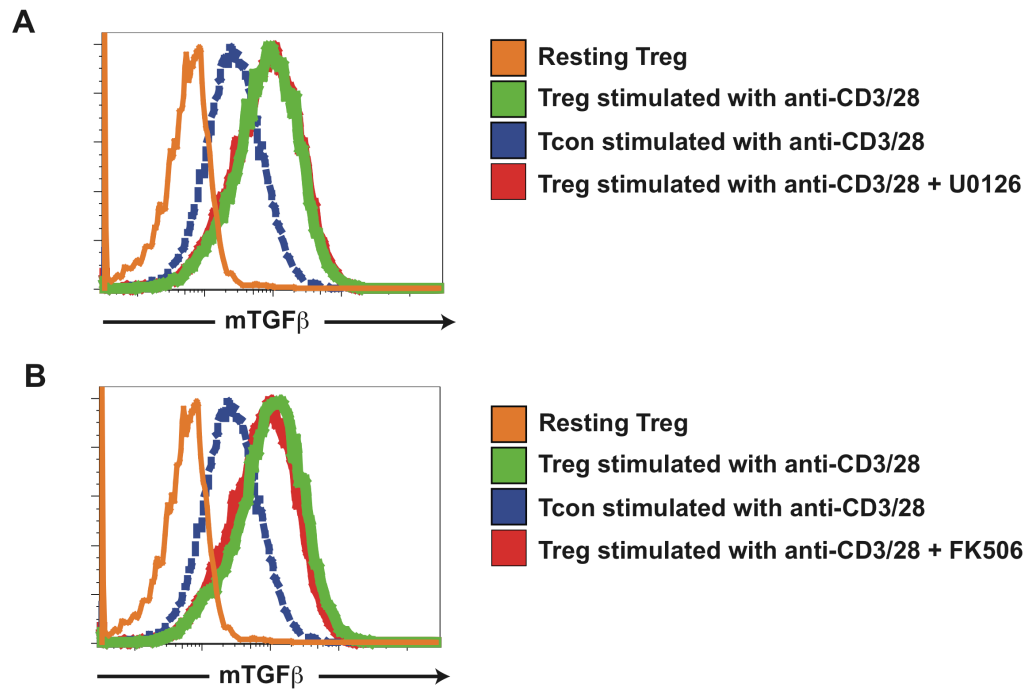 A
Resting Treg
Treg stimulated with anti-CD3/28
Tcon stimulated with anti-CD3/28
Treg stimulated with anti-CD3/28 + U0126
mTGFβ
B
Resting Treg
Treg stimulated with anti-CD3/28
Tcon stimulated with anti-CD3/28
Treg stimulated with anti-CD3/28 + FK506
mTGFβ